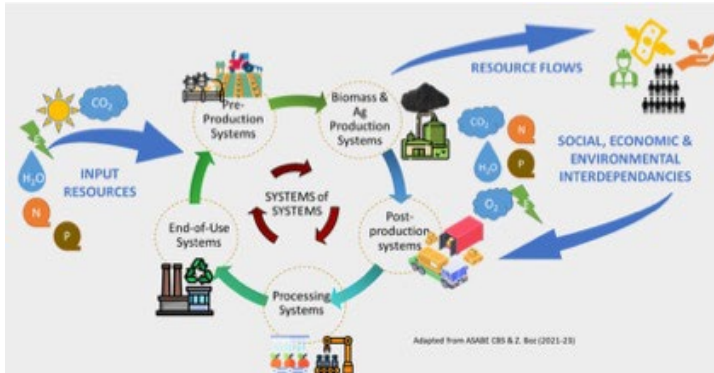 RESOURCE FLOWS
CO₂
Pre-
Production
Systems
Biomass &
Ag
Production
Systems
CO₂
N
H₂O
P
O₂
SOCIAL, ECONOMIC &
ENVIRONMENTAL
INTERDEPENDANCIES
INPUT
RESOURCES
H₂O
N
P
SYSTEMS of
SYSTEMS
End-of-Use
Systems
Post-
production
systems
Processing
Systems
Adapted from ASABE CBS & Z. Boz (2021-23)